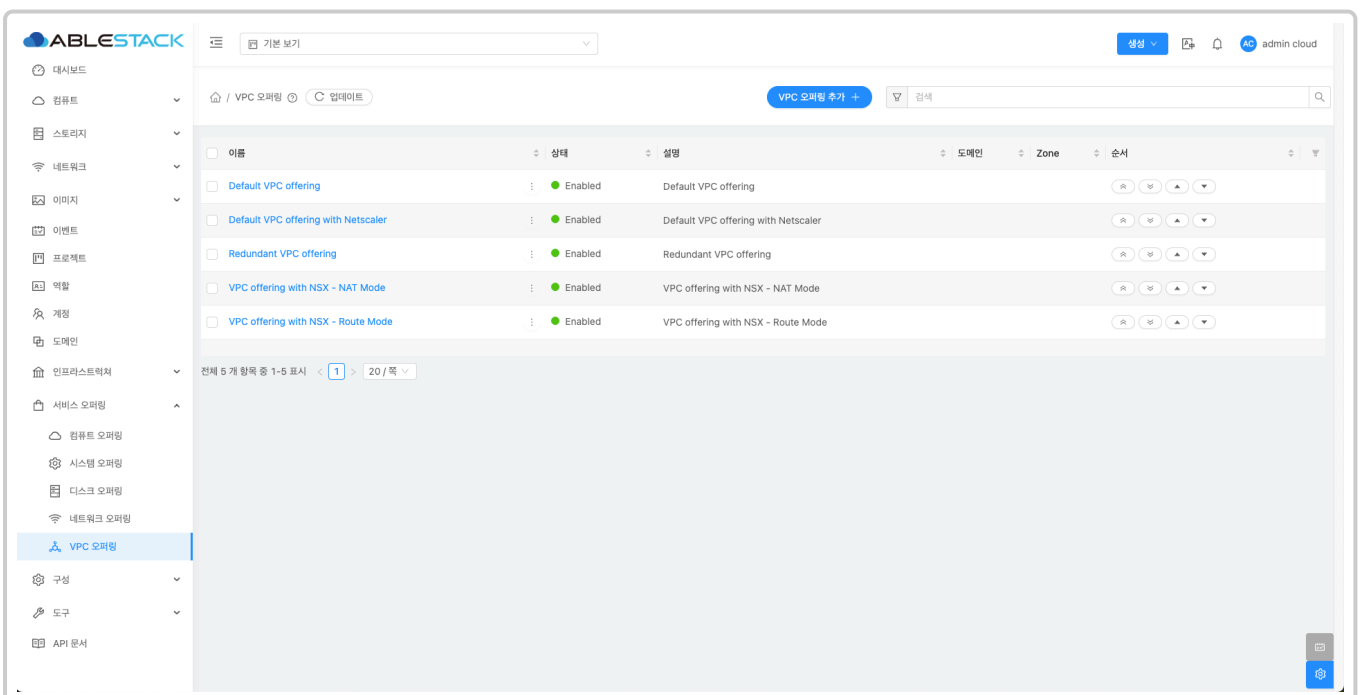 ABLESTACK
기본 보기
생성
AC
admin cloud
대시보드
컴퓨트
스토리지
네트워크
이미지
이벤트
프로젝트
역할
계정
도메인
인프라스트럭쳐
서비스 오퍼링
컴퓨트 오퍼링
시스템 오퍼링
디스크 오퍼링
네트워크 오퍼링
VPC 오퍼링
구성
도구
API 문서
/ VPC 오퍼링 업데이트
VPC 오퍼링 추가 +
검색
이름 상태 설명 도메인 Zone 순서
Default VPC offering Enabled Default VPC offering
Default VPC offering with Netscaler Enabled Default VPC offering with Netscaler
Redundant VPC offering Enabled Redundant VPC offering
VPC offering with NSX - NAT Mode Enabled VPC offering with NSX - NAT Mode
VPC offering with NSX - Route Mode Enabled VPC offering with NSX - Route Mode
전체 5 개 항목 중 1-5 표시 < 1 > 20 / 쪽